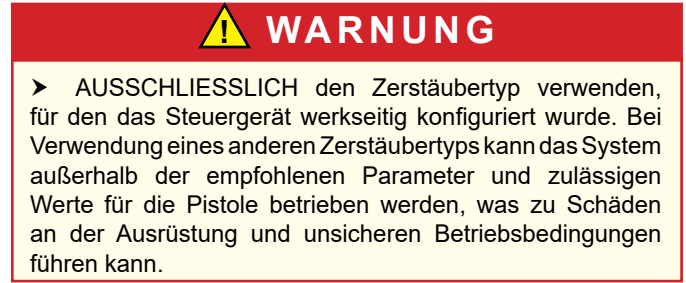 WARNUNG
➤ AUSSCHLIESSLICH den Zerstäubertyp verwenden,
für den das Steuergerät werkseitig konfiguriert wurde. Bei
Verwendung eines anderen Zerstäubertyps kann das System
außerhalb der empfohlenen Parameter und zulässigen
Werte für die Pistole betrieben werden, was zu Schäden
an der Ausrüstung und unsicheren Betriebsbedingungen
führen kann.